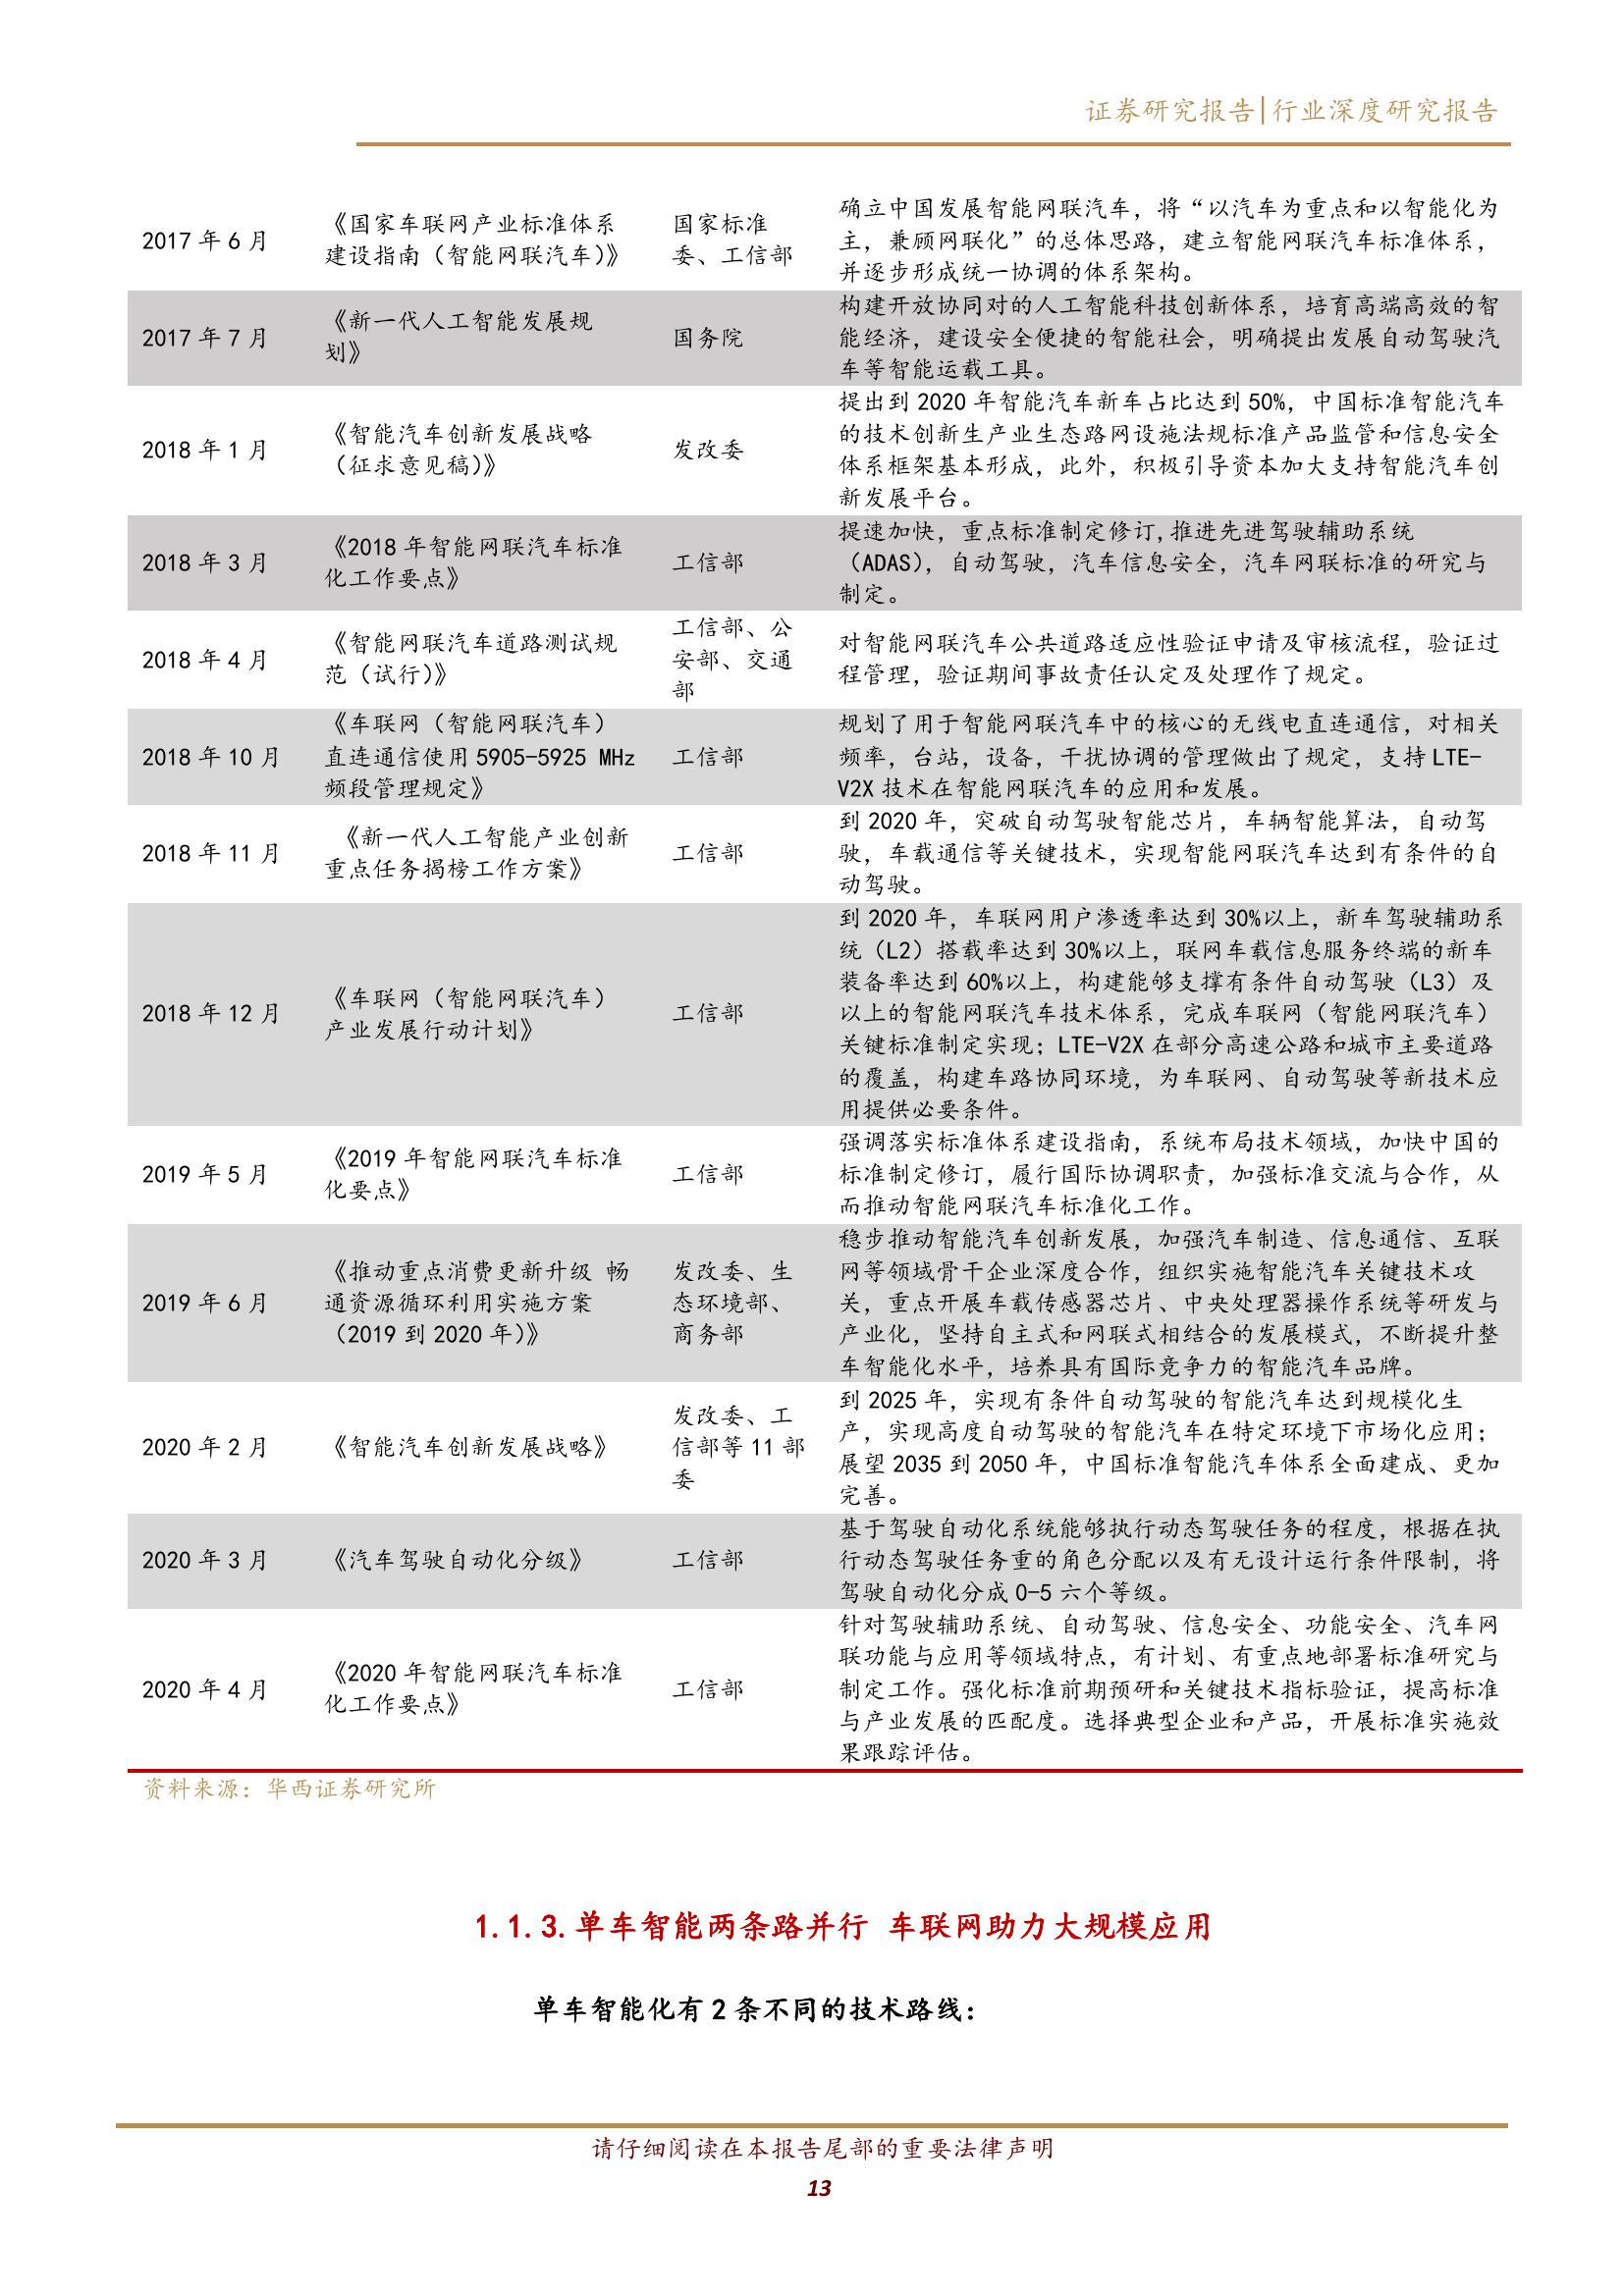 证券研究报告|行业深度研究报告
2017 年 6 月
《国家车联网产业标准体系
建设指南（智能网联汽车）》
国家标准
委、工信部
确立中国发展智能网联汽车，将“以汽车为重点和以智能化为
主，兼顾网联化”的总体思路，建立智能网联汽车标准体系，
并逐步形成统一协调的体系架构。
2017 年 7 月
《新一代人工智能发展规
划》
国务院
构建开放协同对的人工智能科技创新体系，培育高端高效的智
能经济，建设安全便捷的智能社会，明确提出发展自动驾驶汽
车等智能运载工具。
2018 年 1 月
《智能汽车创新发展战略
（征求意见稿）》
发改委
提出到 2020 年智能汽车新车占比达到 50%，中国标准智能汽车
的技术创新生产业生态路网设施法规标准产品监管和信息安全
体系框架基本形成，此外，积极引导资本加大支持智能汽车创
新发展平台。
2018 年 3 月
《2018 年智能网联汽车标准
化工作要点》
工信部
提速加快，重点标准制定修订,推进先进驾驶辅助系统
（ADAS），自动驾驶，汽车信息安全，汽车网联标准的研究与
制定。
2018 年 4 月
《智能网联汽车道路测试规
范（试行）》
工信部、公
安部、交通
部
对智能网联汽车公共道路适应性验证申请及审核流程，验证过
程管理，验证期间事故责任认定及处理作了规定。
2018 年 10 月
《车联网（智能网联汽车）
直连通信使用 5905-5925 MHz
频段管理规定》
工信部
规划了用于智能网联汽车中的核心的无线电直连通信，对相关
频率，台站，设备，干扰协调的管理做出了规定，支持 LTE-
V2X 技术在智能网联汽车的应用和发展。
2018 年 11 月
《新一代人工智能产业创新
重点任务揭榜工作方案》
工信部
到 2020 年，突破自动驾驶智能芯片，车辆智能算法，自动驾
驶，车载通信等关键技术，实现智能网联汽车达到有条件的自
动驾驶。
2018 年 12 月
《车联网（智能网联汽车）
产业发展行动计划》
工信部
到 2020 年，车联网用户渗透率达到 30%以上，新车驾驶辅助系
统（L2）搭载率达到 30%以上，联网车载信息服务终端的新车
装备率达到 60%以上，构建能够支撑有条件自动驾驶（L3）及
以上的智能网联汽车技术体系，完成车联网（智能网联汽车）
关键标准制定实现；LTE-V2X 在部分高速公路和城市主要道路
的覆盖，构建车路协同环境，为车联网、自动驾驶等新技术应
用提供必要条件。
2019 年 5 月
《2019 年智能网联汽车标准
化要点》
工信部
强调落实标准体系建设指南，系统布局技术领域，加快中国的
标准制定修订，履行国际协调职责，加强标准交流与合作，从
而推动智能网联汽车标准化工作。
2019 年 6 月
《推动重点消费更新升级 畅
通资源循环利用实施方案
（2019 到 2020 年）》
发改委、生
态环境部、
商务部
稳步推动智能汽车创新发展，加强汽车制造、信息通信、互联
网等领域骨干企业深度合作，组织实施智能汽车关键技术攻
关，重点开展车载传感器芯片、中央处理器操作系统等研发与
产业化，坚持自主式和网联式相结合的发展模式，不断提升整
车智能化水平，培养具有国际竞争力的智能汽车品牌。
2020 年 2 月
《智能汽车创新发展战略》
发改委、工
信部等 11 部
委
到 2025 年，实现有条件自动驾驶的智能汽车达到规模化生
产，实现高度自动驾驶的智能汽车在特定环境下市场化应用；
展望 2035 到 2050 年，中国标准智能汽车体系全面建成、更加
完善。
2020 年 3 月
《汽车驾驶自动化分级》
工信部
基于驾驶自动化系统能够执行动态驾驶任务的程度，根据在执
行动态驾驶任务重的角色分配以及有无设计运行条件限制，将
驾驶自动化分成 0-5 六个等级。
2020 年 4 月
《2020 年智能网联汽车标准
化工作要点》
工信部
针对驾驶辅助系统、自动驾驶、信息安全、功能安全、汽车网
联功能与应用等领域特点，有计划、有重点地部署标准研究与
制定工作。强化标准前期预研和关键技术指标验证，提高标准
与产业发展的匹配度。选择典型企业和产品，开展标准实施效
果跟踪评估。
资料来源：华西证券研究所
1.1.3.单车智能两条路并行 车联网助力大规模应用
单车智能化有 2 条不同的技术路线：
请仔细阅读在本报告尾部的重要法律声明
13